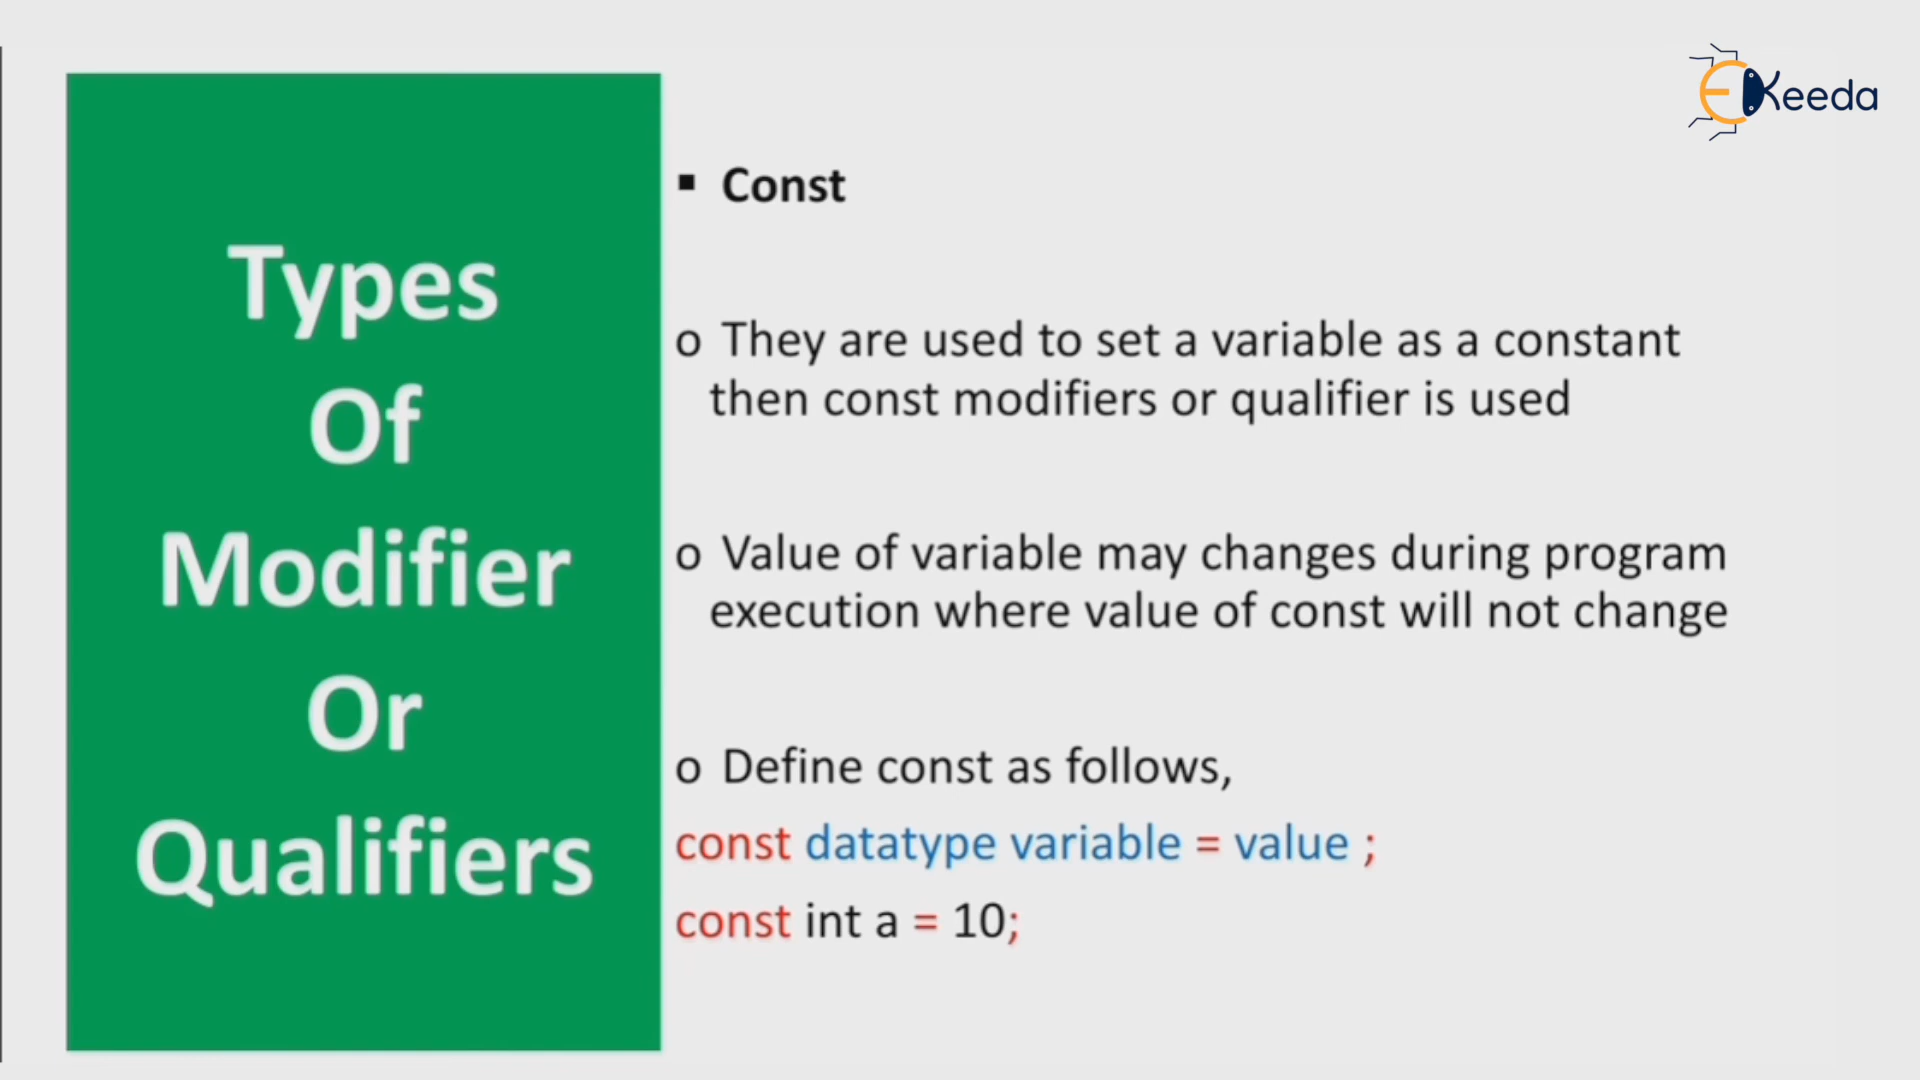 EKeeda
Types
Of
Modifier
Or
Qualifiers
▪ Const
o They are used to set a variable as a constant
then const modifiers or qualifier is used
o Value of variable may changes during program
execution where value of const will not change
o Define const as follows,
const datatype variable = value ;
const int a = 10;